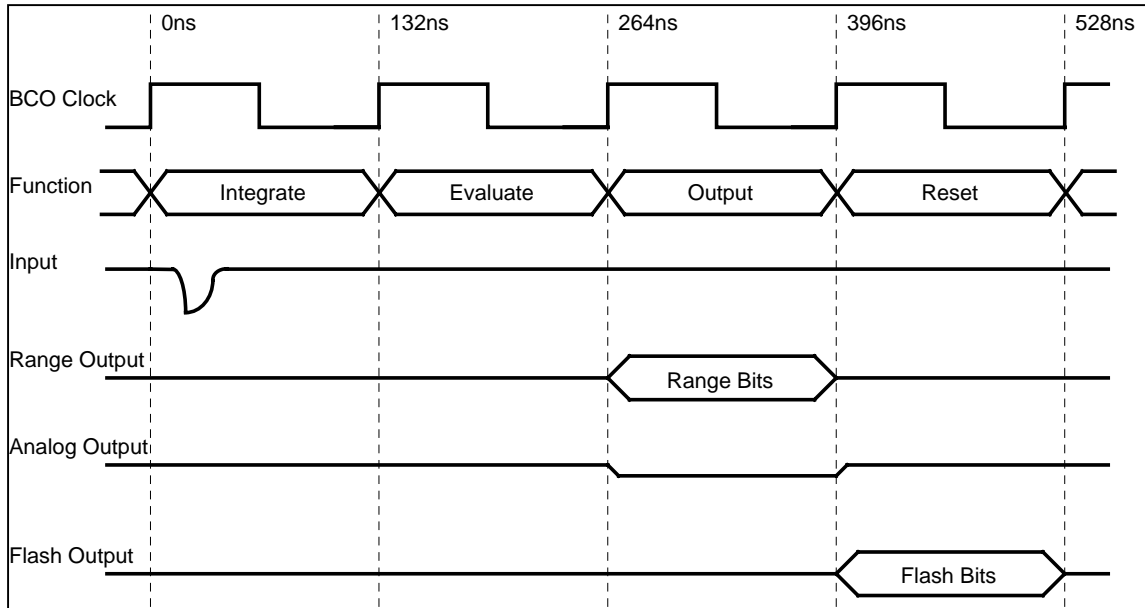 0ns 132ns 264ns 396ns 528ns
BCO Clock
Function Integrate Evaluate Output Reset
Input
Range Output Range Bits
Analog Output
Flash Output Flash Bits